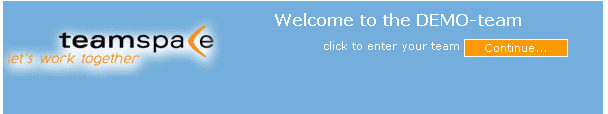 Welcome to the DEMO-team
teamspace
let's work together
click to enter your team Continue...